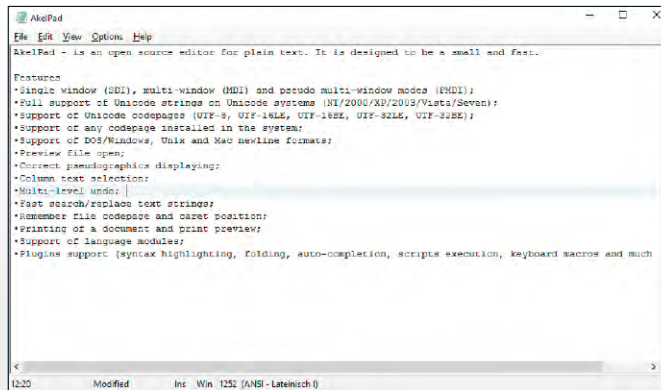 AkelPad
File Edit View Options Help
AkelPad - is an open source editor for plain text. It is designed to be a small and fast.
Features
•Single window (SDI), multi-window (MDI) and pseudo multi-window modes (PMDI);
•Full support of Unicode strings on Unicode systems (NT/2000/XP/2003/Vista/Seven);
•Support of Unicode codepages (UTF-8, UTF-16LE, UTF-16BE, UTF-32LE, UTF-32BE);
•Support of any codepage installed in the system;
•Support of DOS/Windows, Unix and Mac newline formats;
•Preview file open;
•Correct pseudographics displaying;
•Column text selection;
•Multi-level undo;
•Fast search/replace text strings;
•Remember file codepage and caret position;
•Printing of a document and print preview;
•Support of language modules;
•Plugins support (syntax highlighting, folding, auto-completion, scripts execution, keyboard macros and much
12:20 Modified Ins Win 1252 (ANSI - Lateinisch I)